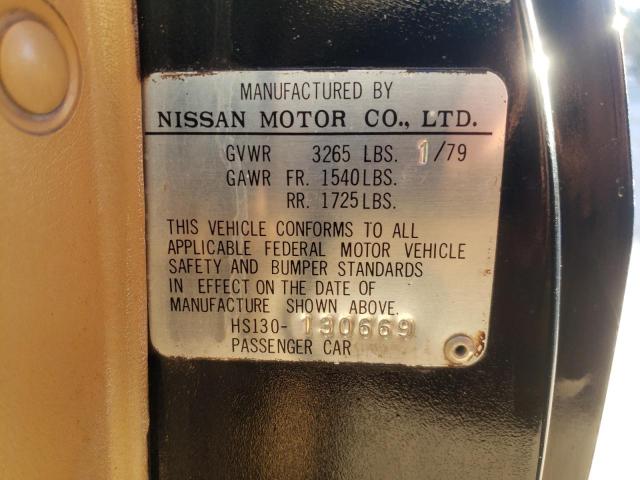 MANUFACTURED BY
NISSAN MOTOR CO., LTD.
GVWR 3265 LBS. 1/79
GAWR FR. 1540 LBS.
RR. 1725 LBS.
THIS VEHICLE CONFORMS TO ALL
APPLICABLE FEDERAL MOTOR VEHICLE
SAFETY AND BUMPER STANDARDS
IN EFFECT ON THE DATE OF
MANUFACTURE SHOWN ABOVE.
HS130-130669
PASSENGER CAR